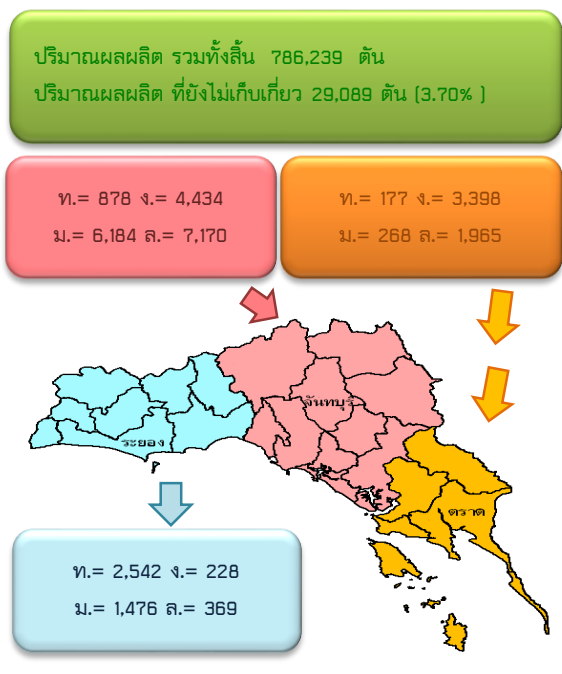 ปริมาณผลผลิต รวมทั้งสิ้น 786,239 ตัน
ปริมาณผลผลิต ที่ยังไม่เก็บเกี่ยว 29,089 ตัน (3.70% )
ท.= 878 ง.= 4,434
ม.= 6,184 ล.= 7,170
ท.= 177 ง.= 3,398
ม.= 268 ล.= 1,965
จันทบุรี
ระยอง
ตราด
ท.= 2,542 ง.= 228
ม.= 1,476 ล.= 369